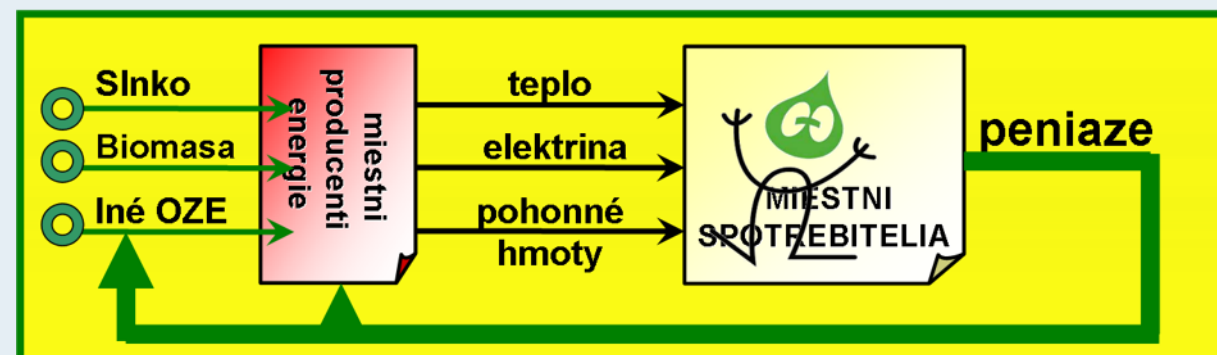 Slnko
Biomasa
Iné OZE
miestni
producenti
energie
teplo
elektrina
pohonné
hmoty
MIESTNI
SPOTREBITELIA
peniaze